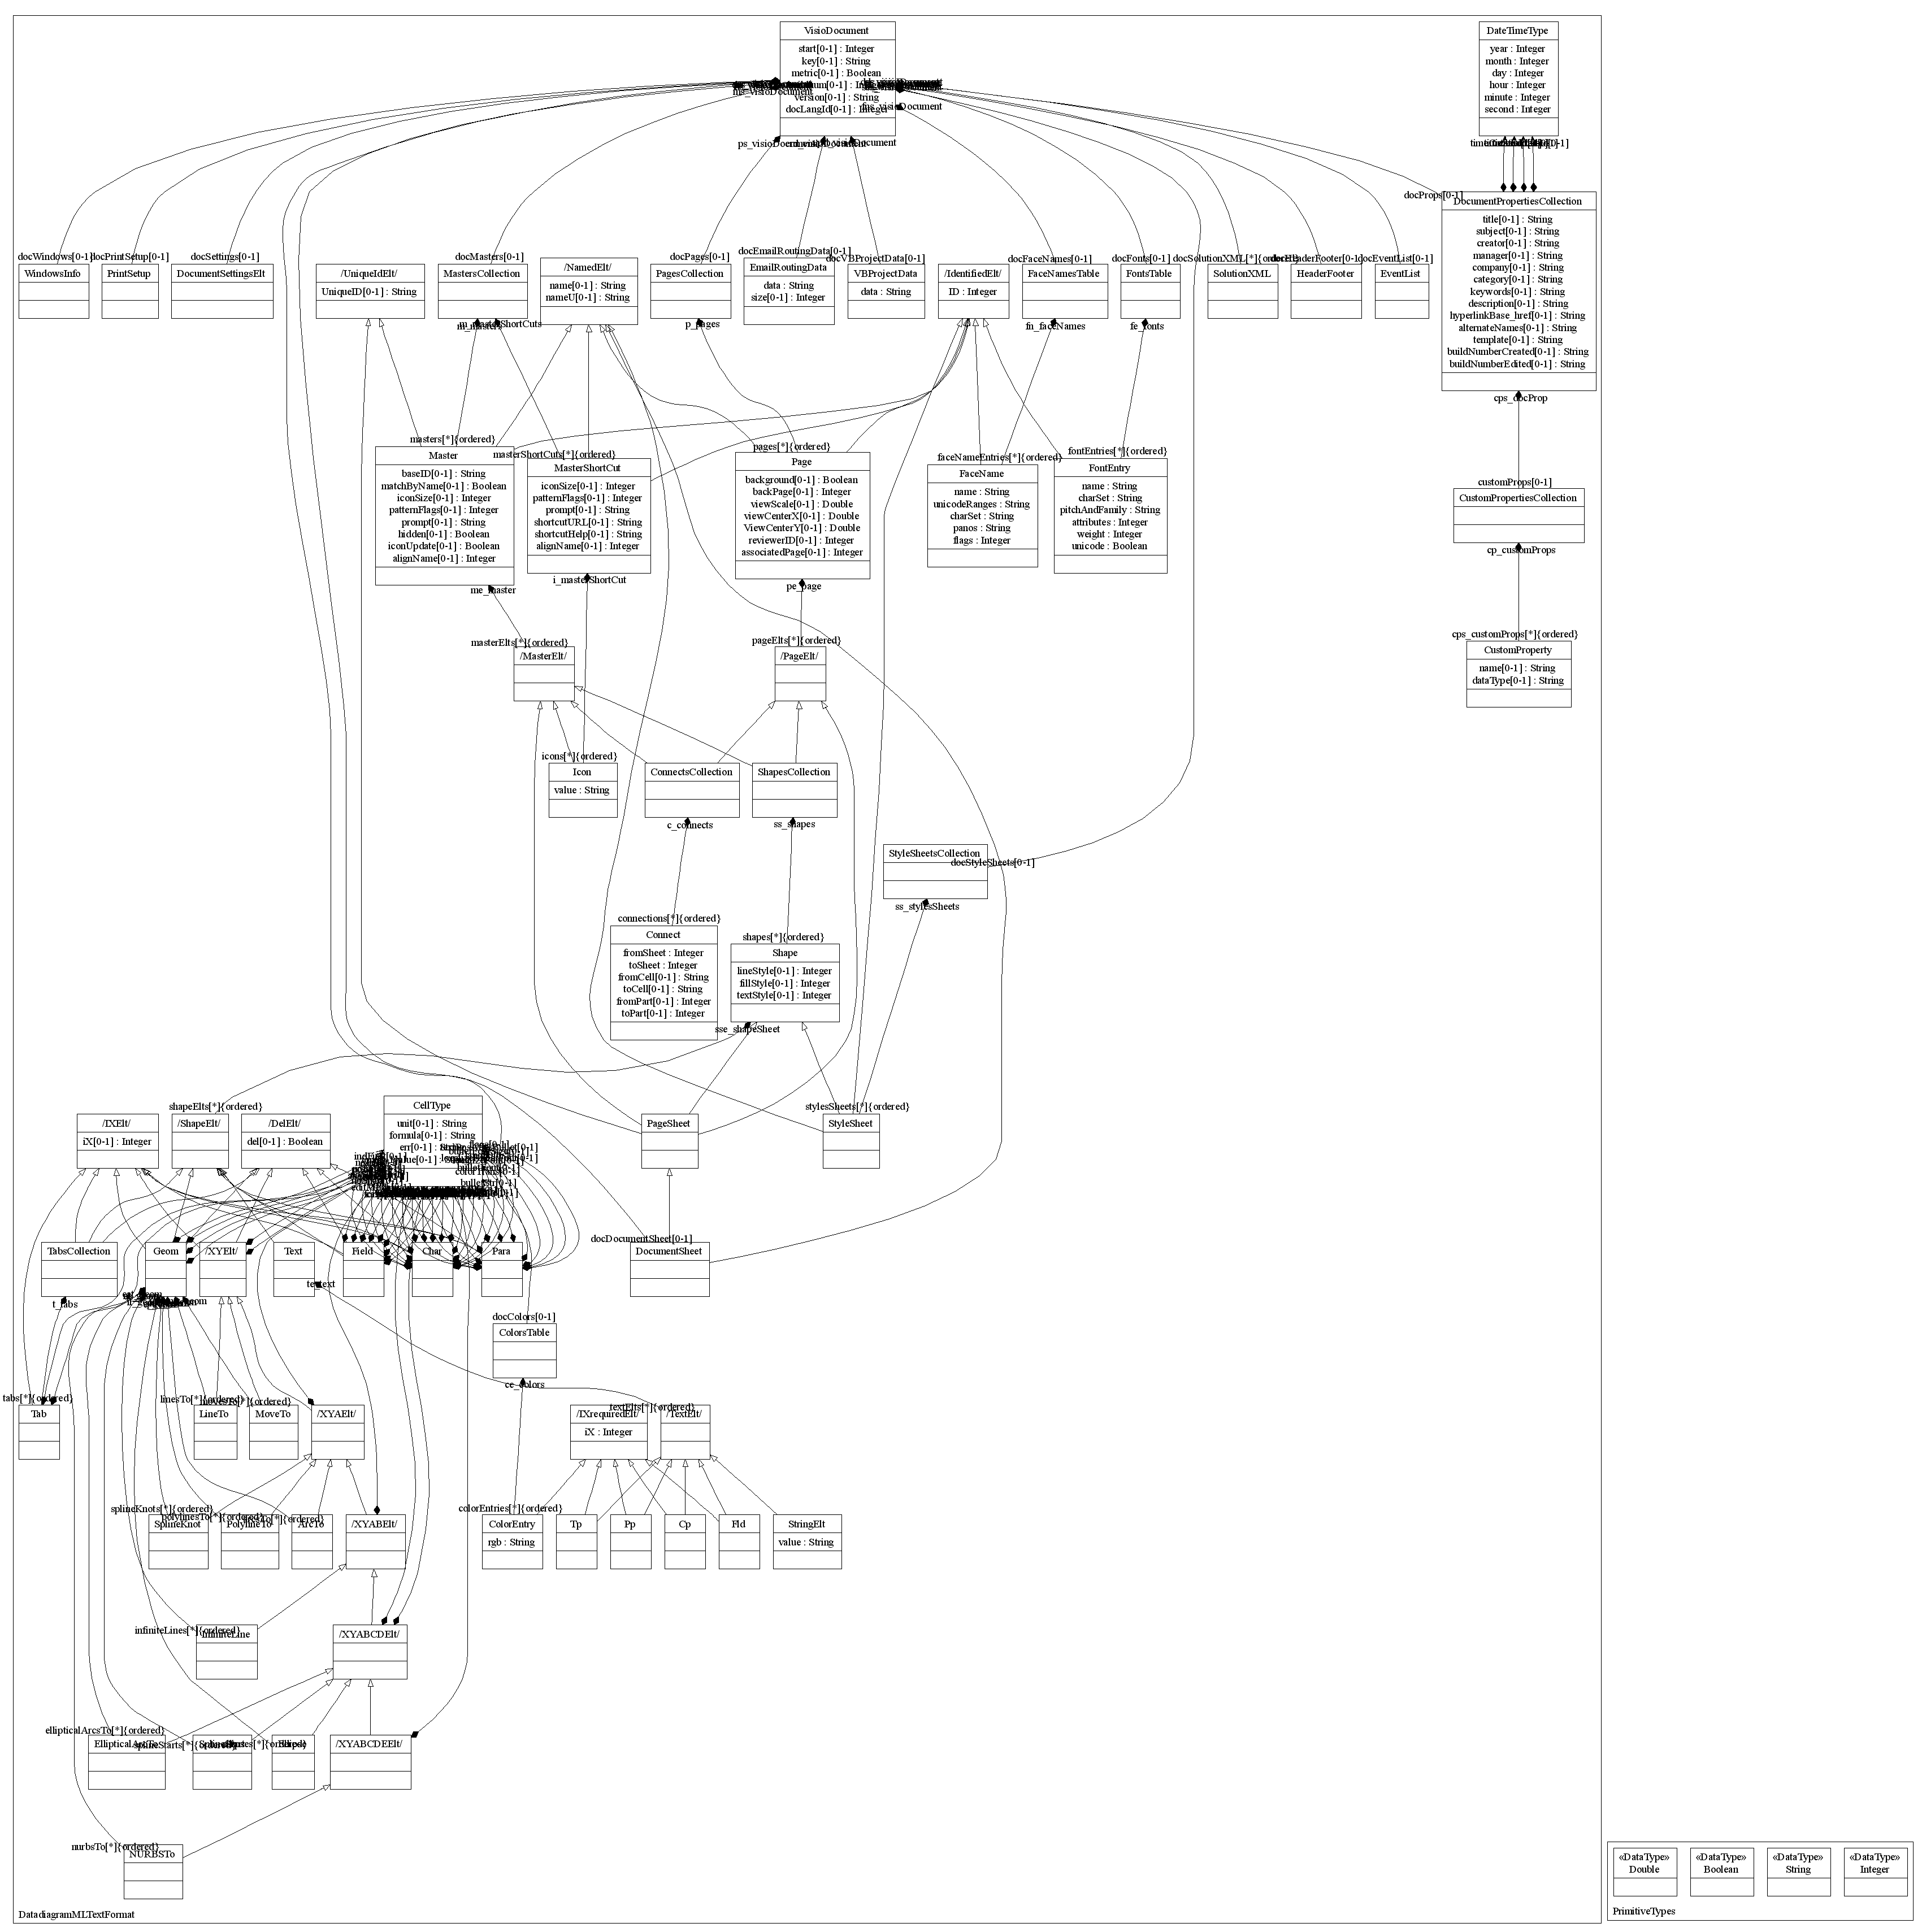 VisioDocument
start[0-1] : Integer
key[0-1] : String
metric[0-1] : Boolean
version[0-1] : String
docLangId[0-1] : Integer
DateTimeType
year : Integer
month : Integer
day : Integer
hour : Integer
minute : Integer
second : Integer
ps_visioDocument
docProps[0-1]
DocumentPropertiesCollection
title[0-1] : String
subject[0-1] : String
creator[0-1] : String
manager[0-1] : String
company[0-1] : String
category[0-1] : String
keywords[0-1] : String
description[0-1] : String
hyperlinkBase_href[0-1] : String
alternateNames[0-1] : String
template[0-1] : String
buildNumberCreated[0-1] : String
buildNumberEdited[0-1] : String
cps_docProp
docWindows[0-1]
WindowsInfo
docPrintSetup[0-1]
PrintSetup
docSettings[0-1]
DocumentSettingsElt
/UniqueIdElt/
UniqueID[0-1] : String
docMasters[0-1]
MastersCollection
m_masterShortCuts
/NamedElt/
name[0-1] : String
nameU[0-1] : String
docPages[0-1]
PagesCollection
p_pages
docEmailRoutingData[0-1]
EmailRoutingData
data : String
size[0-1] : Integer
docVBProjectData[0-1]
VBProjectData
data : String
/IdentifiedElt/
ID : Integer
docFaceNames[0-1]
FaceNamesTable
fn_faceNames
docFonts[0-1]
FontsTable
fe_fonts
docSolutionXML[*]{ordered}
SolutionXML
docHeaderFooter[0-1]
HeaderFooter
docEventList[0-1]
EventList
masters[*]{ordered}
Master
baseID[0-1] : String
matchByName[0-1] : Boolean
iconSize[0-1] : Integer
patternFlags[0-1] : Integer
prompt[0-1] : String
hidden[0-1] : Boolean
iconUpdate[0-1] : Boolean
alignName[0-1] : Integer
me_master
masterShortCuts[*]{ordered}
MasterShortCut
iconSize[0-1] : Integer
patternFlags[0-1] : Integer
prompt[0-1] : String
shortcutURL[0-1] : String
shortcutHelp[0-1] : String
alignName[0-1] : Integer
i_masterShortCut
pages[*]{ordered}
Page
background[0-1] : Boolean
backPage[0-1] : Integer
viewScale[0-1] : Double
viewCenterX[0-1] : Double
ViewCenterY[0-1] : Double
reviewerID[0-1] : Integer
associatedPage[0-1] : Integer
pe_page
faceNameEntries[*]{ordered}
FaceName
name : String
unicodeRanges : String
charSet : String
panos : String
flags : Integer
fontEntries[*]{ordered}
FontEntry
name : String
charSet : String
pitchAndFamily : String
attributes : Integer
weight : Integer
unicode : Boolean
customProps[0-1]
CustomPropertiesCollection
cp_customProps
cps_customProps[*]{ordered}
CustomProperty
name[0-1] : String
dataType[0-1] : String
masterElts[*]{ordered}
/MasterElt/
pageElts[*]{ordered}
/PageElt/
icons[*]{ordered}
Icon
value : String
ConnectsCollection
c_connects
ShapesCollection
ss_shapes
StyleSheetsCollection
docStyleSheets[0-1]
ss_stylesSheets
connections[*]{ordered}
Connect
fromSheet : Integer
toSheet : Integer
fromCell[0-1] : String
toCell[0-1] : String
fromPart[0-1] : Integer
toPart[0-1] : Integer
shapes[*]{ordered}
Shape
lineStyle[0-1] : Integer
fillStyle[0-1] : Integer
textStyle[0-1] : Integer
sse_shapeSheet
/IXElt/
iX[0-1] : Integer
shapeElts[*]{ordered}
/ShapeElt/
/DelElt/
del[0-1] : Boolean
CellType
unit[0-1] : String
formula[0-1] : String
PageSheet
stylesSheets[*]{ordered}
StyleSheet
TabsCollection
t_tabs
Geom
/XYElt/
Text
te_text
Field
Char
Para
docDocumentSheet[0-1]
DocumentSheet
docColors[0-1]
ColorsTable
ce_colors
tabs[*]{ordered}
Tab
linesTo[*]{ordered}
LineTo
movesTo[*]{ordered}
MoveTo
/XYAElt/
/IXrequiredElt/
iX : Integer
textElts[*]{ordered}
/TextElt/
splineKnots[*]{ordered}
SplineKnot
polylinesTo[*]{ordered}
PolylineTo
ArcTo
/XYABElt/
colorEntries[*]{ordered}
ColorEntry
rgb : String
Tp
Pp
Cp
Fld
StringElt
value : String
infiniteLines[*]{ordered}
InfiniteLine
/XYABCDElt/
ellipticalArcsTo[*]{ordered}
EllipticalArcTo
splineStarts[*]{ordered}
/XYABCDEElt/
nurbsTo[*]{ordered}
NURBSTo
DatadiagramMLTextFormat
«DataType»
Double
«DataType»
Boolean
«DataType»
String
«DataType»
Integer
PrimitiveTypes